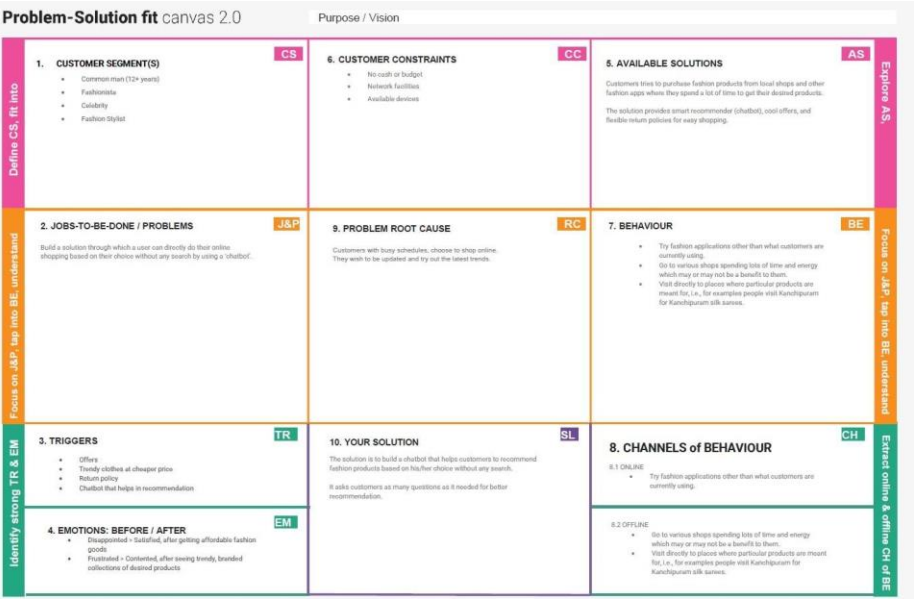 Problem-Solution fit canvas 2.0
Purpose / Vision
Define CS, fit into
1. CUSTOMER SEGMENT(S)
CS
• Common man (12+ years)
• Fashionista
• Celebrity
• Fashion Stylist
6. CUSTOMER CONSTRAINTS
CC
• No cash or budget
• Network facilities
• Available devices
5. AVAILABLE SOLUTIONS
AS
Customers tries to purchase fashion products from local shops and other
fashion apps where they spend a lot of time to get their desired products.
The solution provides smart recommender (chatbot), cool offers, and
flexible return policies for easy shopping.
Explore AS,
Focus on J&P, tap into BE, understand
2. JOBS-TO-BE-DONE / PROBLEMS
J&P
Build a solution through which a user can directly do their online
shopping based on their choice without any search by using a 'chatbot'.
9. PROBLEM ROOT CAUSE
RC
Customers with busy schedules, choose to shop online.
They wish to be updated and try out the latest trends.
7. BEHAVIOUR
BE
• Try fashion applications other than what customers are
currently using.
• Go to various shops spending lots of time and energy
which may or may not be a benefit to them.
• Visit directly to places where particular products are
meant for, i.e., for examples people visit Kanchipuram
for Kanchipuram silk sarees.
Focus on J&P, tap into BE, understand
Identify strong TR & EM
3. TRIGGERS
TR
• Offers
• Trendy clothes at cheaper price
• Return policy
• Chatbot that helps in recommendation
4. EMOTIONS: BEFORE / AFTER
EM
• Disappointed > Satisfied, after getting affordable fashion
goods
• Frustrated > Contented, after seeing trendy, branded
collections of desired products
10. YOUR SOLUTION
SL
The solution is to build a chatbot that helps customers to recommend
fashion products based on his/her choice without any search.
It asks customers as many questions as it needed for better
recommendation.
8. CHANNELS of BEHAVIOUR
CH
8.1 ONLINE
• Try fashion applications other than what customers are
currently using.
8.2 OFFLINE
• Go to various shops spending lots of time and energy
which may or may not be a benefit to them.
• Visit directly to places where particular products are meant
for, i.e., for examples people visit Kanchipuram silk for
Kanchipuram silk sarees.
Extract online & offline CH of BE